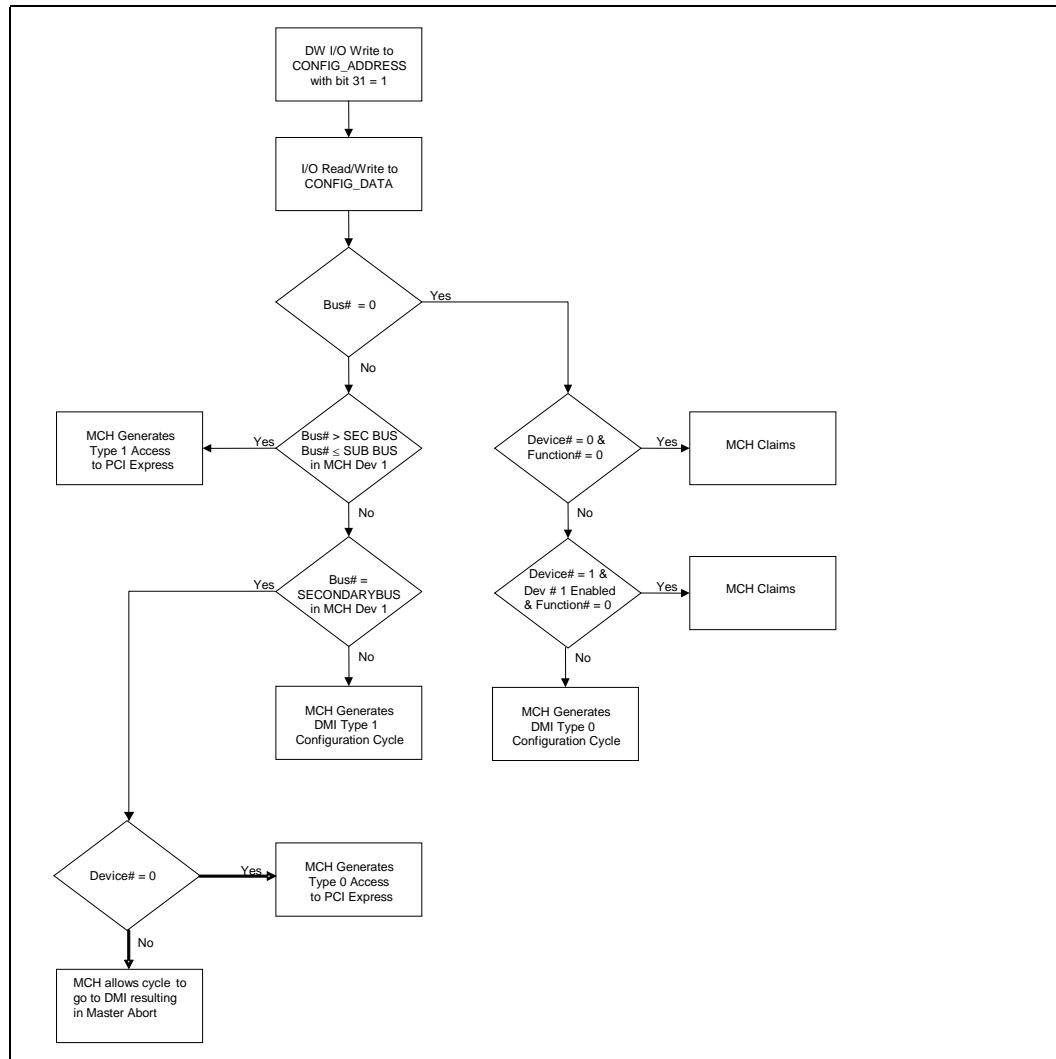 DW I/O Write to
CONFIG_ADDRESS
with bit 31 = 1
I/O Read/Write to
CONFIG_DATA
Bus# = 0
Yes
No
Bus# > SEC BUS
Bus# ≤ SUB BUS
in MCH Dev 1
Yes
MCH Generates
Type 1 Access
to PCI Express
No
Device# = 0 &
Function# = 0
Yes
MCH Claims
No
Bus# =
SECONDARYBUS
in MCH Dev 1
Yes
No
Device# = 1 &
Dev # 1 Enabled
& Function# = 0
Yes
MCH Claims
No
MCH Generates
DMI Type 1
Configuration Cycle
MCH Generates
DMI Type 0
Configuration Cycle
Device# = 0
Yes
MCH Generates
Type 0 Access
to PCI Express
No
MCH allows cycle to
go to DMI resulting
in Master Abort